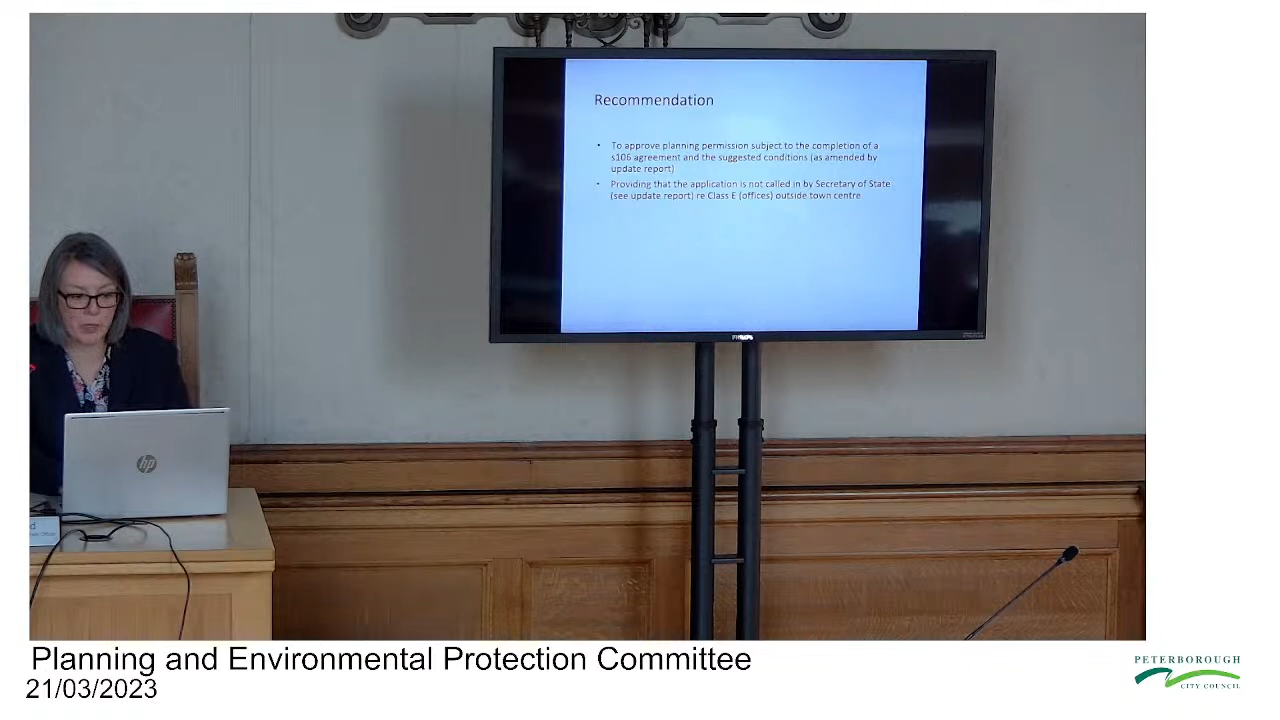 Recommendation
• To approve planning permission subject to the completion of a
s106 agreement and the suggested conditions (as amended by
update report)
• Providing that the application is not called in by Secretary of State
(see update report) re Class E (offices) outside town centre
PHILIPS
hp
d
Officer
Planning and Environmental Protection Committee
21/03/2023
PETERBOROUGH
CITY COUNCIL